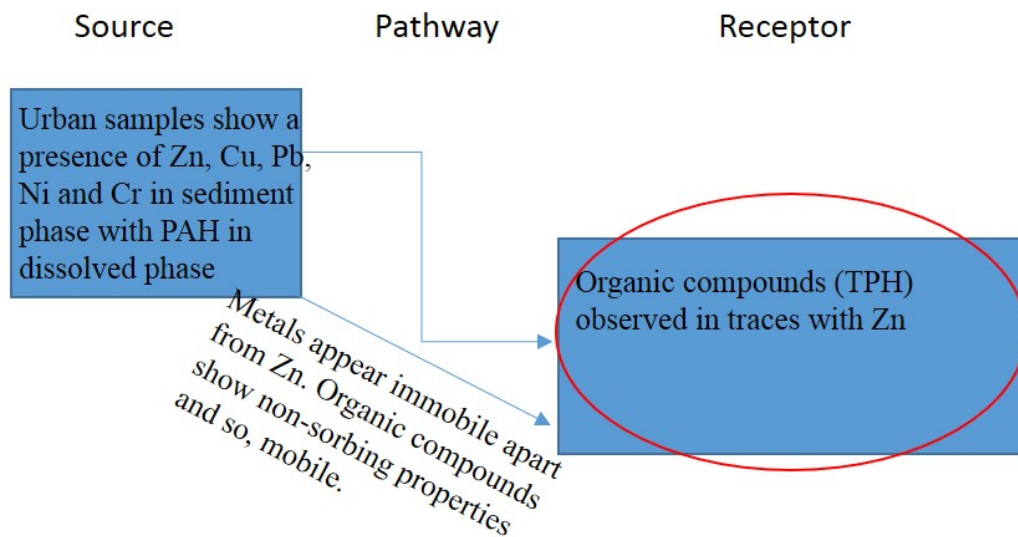 Source
Pathway
Receptor
Urban samples show a
presence of Zn, Cu, Pb,
Ni and Cr in sediment
phase with PAH in
dissolved phase
Metals appear immobile apart
from Zn. Organic compounds
show non-sorbing properties
and so, mobile.
Organic compounds (TPH)
observed in traces with Zn